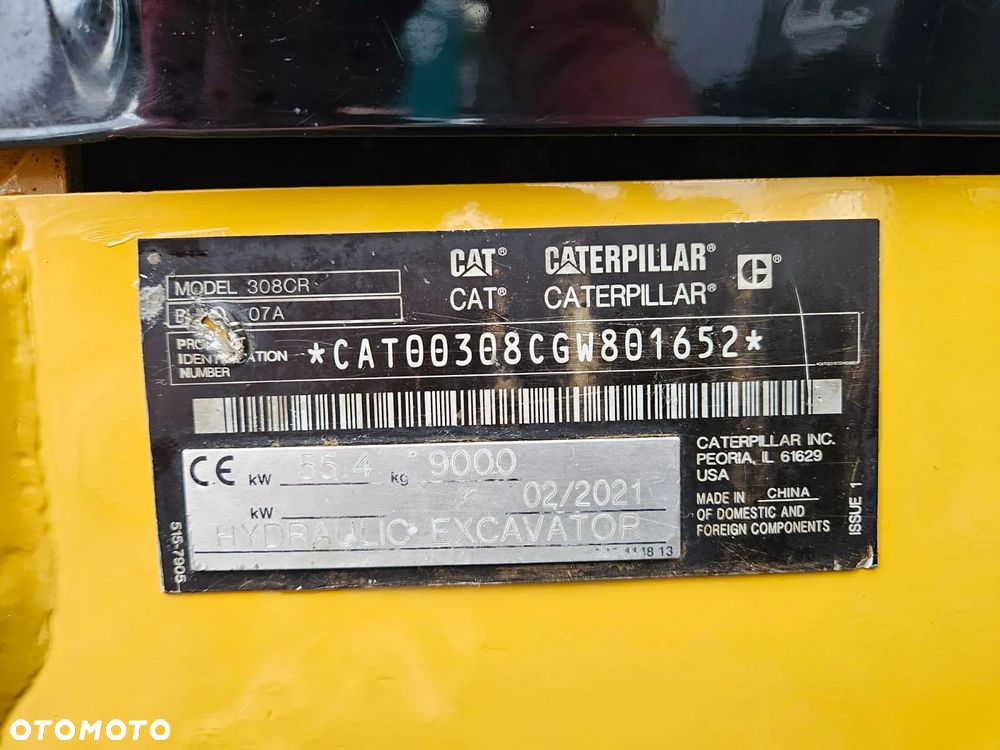 CAT® CATERPILLAR®
CAT® CATERPILLAR®
MODEL 308CR
07A
IDENTIFICATION
NUMBER
*CAT00308CGW801652*
CE kW 55.4 kg 9000
kW 02/2021
HYDRAULIC EXCAVATOR
515-7905
CATERPILLAR INC.
PEORIA, IL 61629
USA
MADE IN CHINA
OF DOMESTIC AND
FOREIGN COMPONENTS
ISSUE 1
OTOMOTO